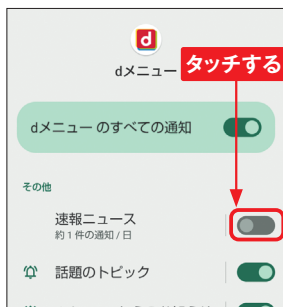 d
dメニュー
タッチする
dメニュー のすべての通知
その他
速報ニュース
約 1 件の通知 / 日
話題のトピック